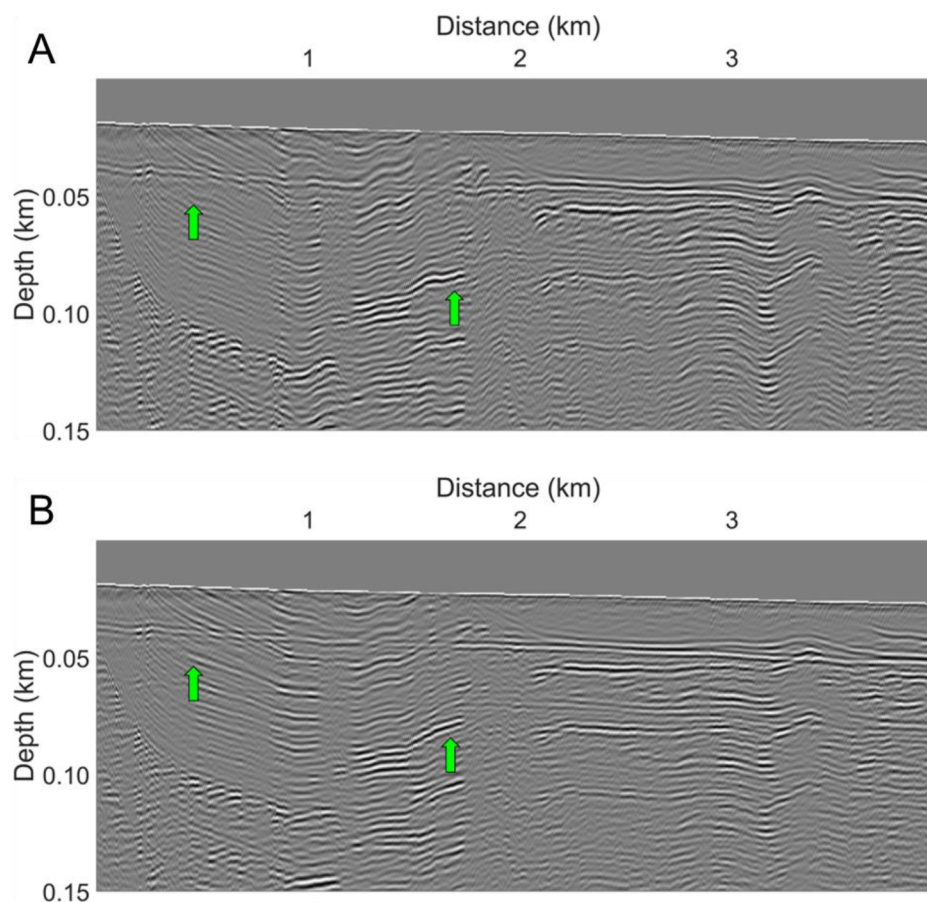 A
Distance (km)
1 2 3
Depth (km)
0.05
0.10
0.15
B
Distance (km)
1 2 3
Depth (km)
0.05
0.10
0.15